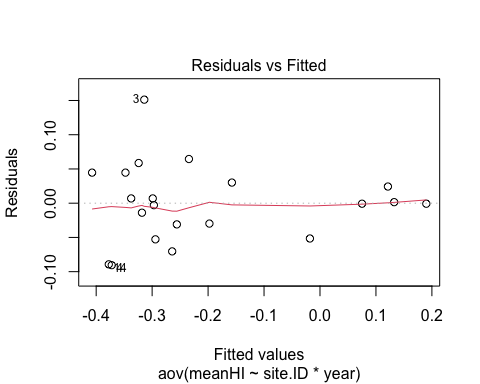 Residuals vs Fitted
Residuals
0.10
0.00
-0.10
3
-0.4 -0.3 -0.2 -0.1 0.0 0.1 0.2
Fitted values
aov(meanHI ~ site.ID * year)